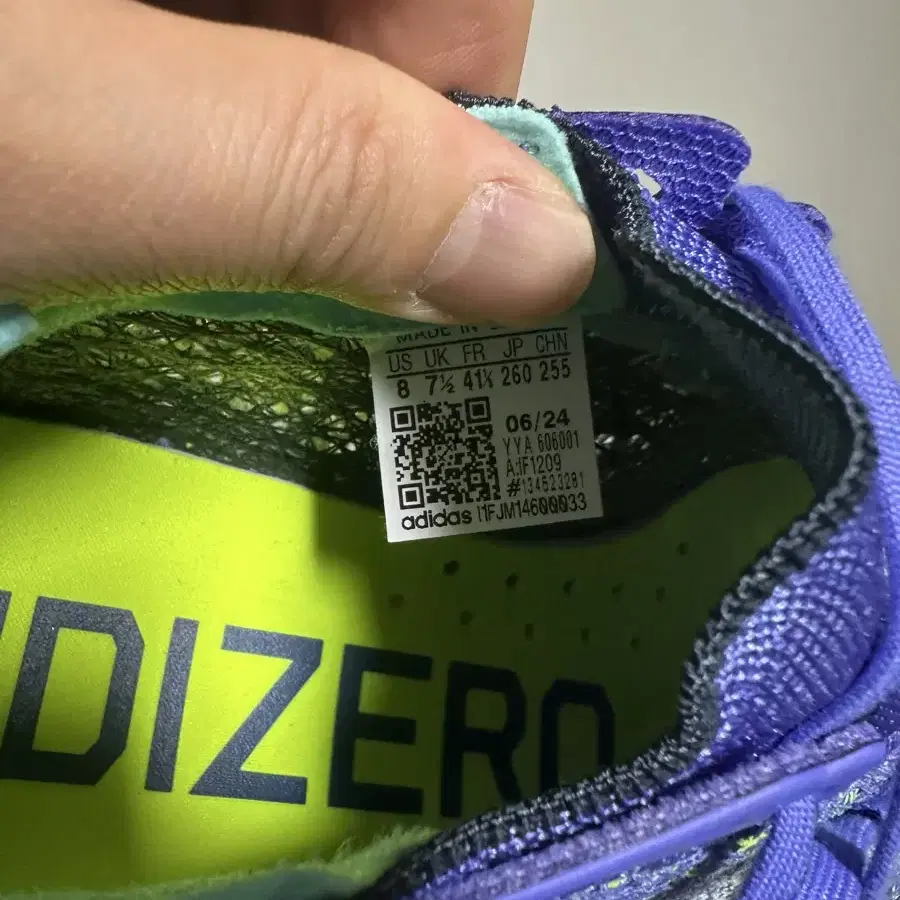 MADE IN
US UK FR JP CHN
8 7½ 41⅓ 260 255
06/24
YYA 606001
A:IF1209
#134523281
adidas I1FJM14600033
DIZERO